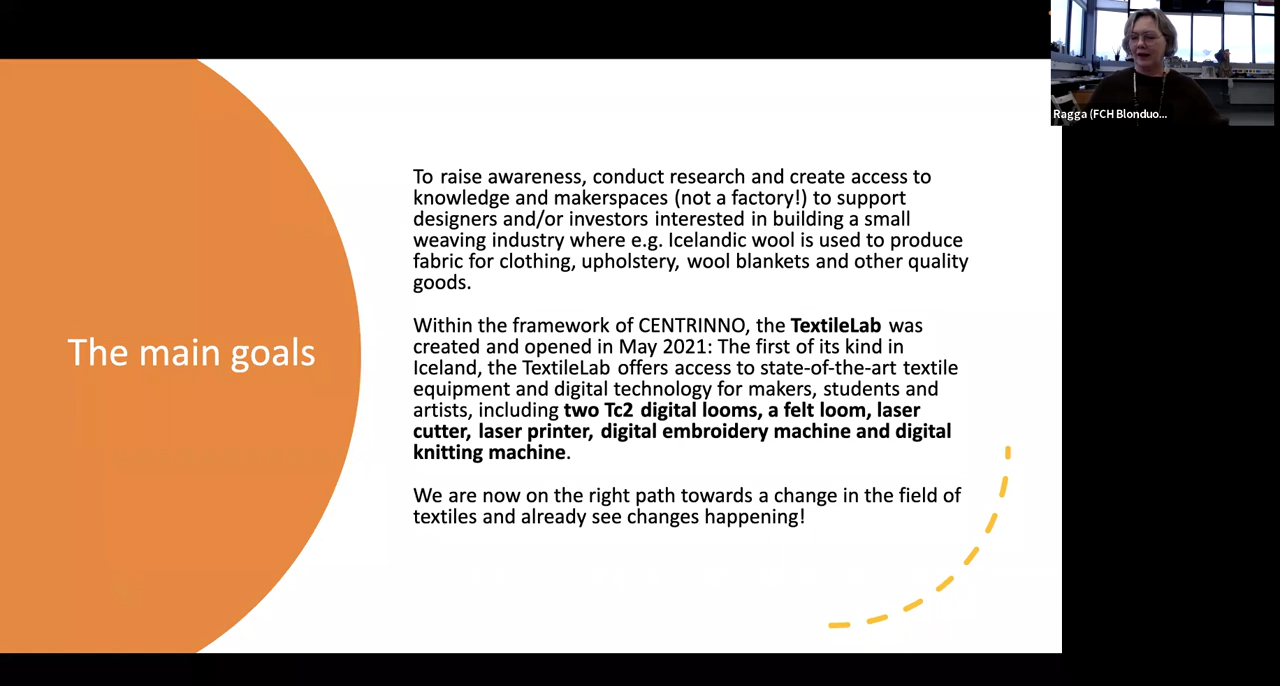 Ragga (FCH Blonduo...
The main goals
To raise awareness, conduct research and create access to
knowledge and makerspaces (not a factory!) to support
designers and/or investors interested in building a small
weaving industry where e.g. Icelandic wool is used to produce
fabric for clothing, upholstery, wool blankets and other quality
goods.
Within the framework of CENTRINNO, the TextileLab was
created and opened in May 2021: The first of its kind in
Iceland, the TextileLab offers access to state-of-the-art textile
equipment and digital technology for makers, students and
artists, including two Tc2 digital looms, a felt loom, laser
cutter, laser printer, digital embroidery machine and digital
knitting machine.
We are now on the right path towards a change in the field of
textiles and already see changes happening!